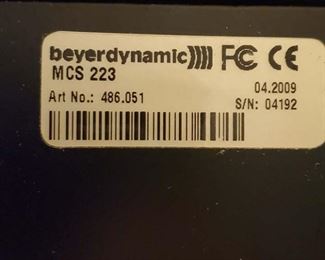 beyerdynamic)))) FC CE
MCS 223
04.2009
Art No.: 486.051 S/N: 04192